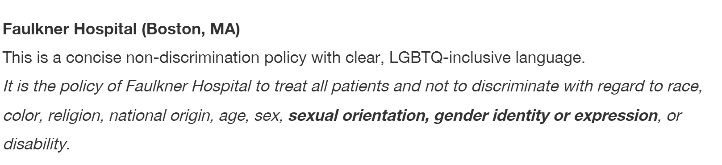 Faulkner Hospital (Boston, MA)
This is a concise non-discrimination policy with clear, LGBTQ-inclusive language.
It is the policy of Faulkner Hospital to treat all patients and not to discriminate with regard to race,
color, religion, national origin, age, sex, sexual orientation, gender identity or expression, or
disability.